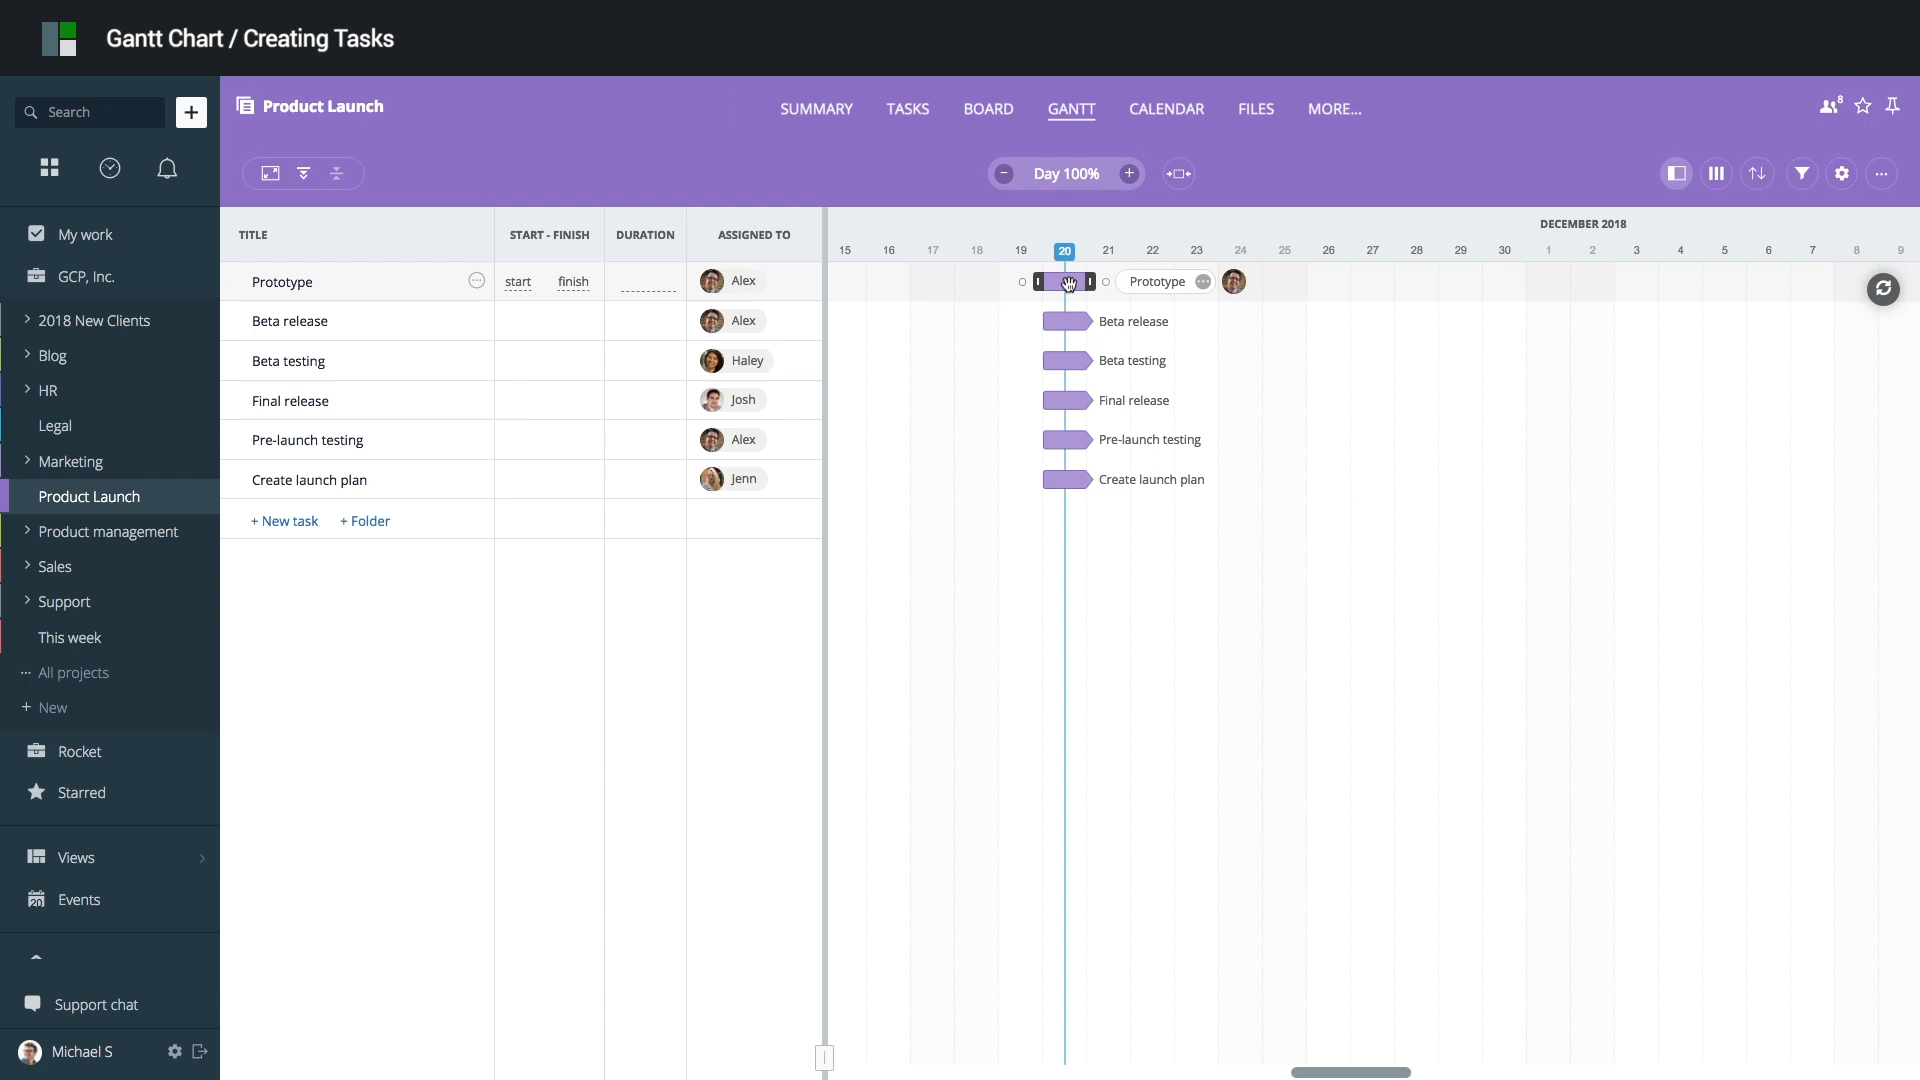 Gantt Chart / Creating Tasks
Search
Product Launch
SUMMARY TASKS BOARD GANTT CALENDAR FILES MORE...
8
Day 100%
My work
GCP, Inc.
2018 New Clients
Blog
HR
Legal
Marketing
Product Launch
Product management
Sales
Support
This week
All projects
+ New
Rocket
Starred
Views
Events
20
Support chat
Michael S
TITLE START - FINISH DURATION ASSIGNED TO
DECEMBER 2018
15 16 17 18 19 20 21 22 23 24 25 26 27 28 29 30 1 2 3 4 5 6 7 8 9
Prototype start finish Alex Prototype
Beta release Alex Beta release
Beta testing Haley Beta testing
Final release Josh Final release
Pre-launch testing Alex Pre-launch testing
Create launch plan Jenn Create launch plan
+ New task + Folder